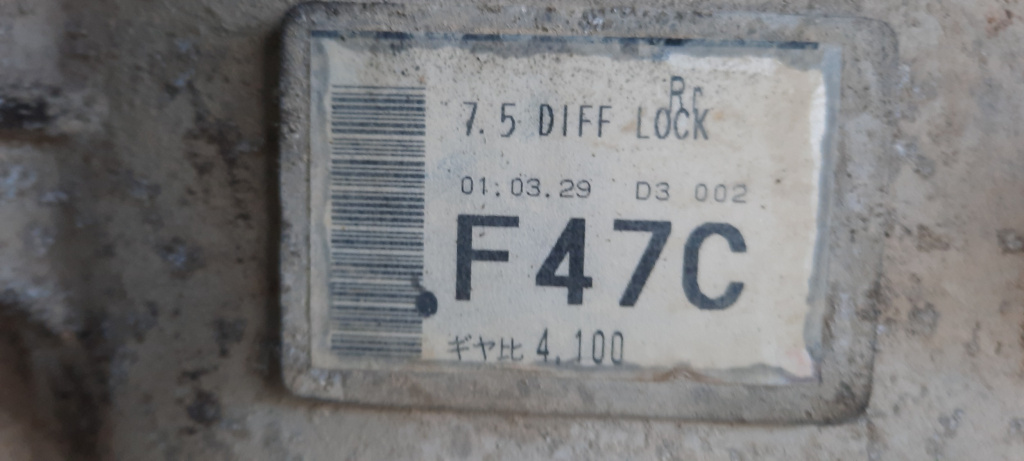 Rr
7.5 DIFF LOCK
01.03.29 D3 002
F47C
ギヤ比 4.100